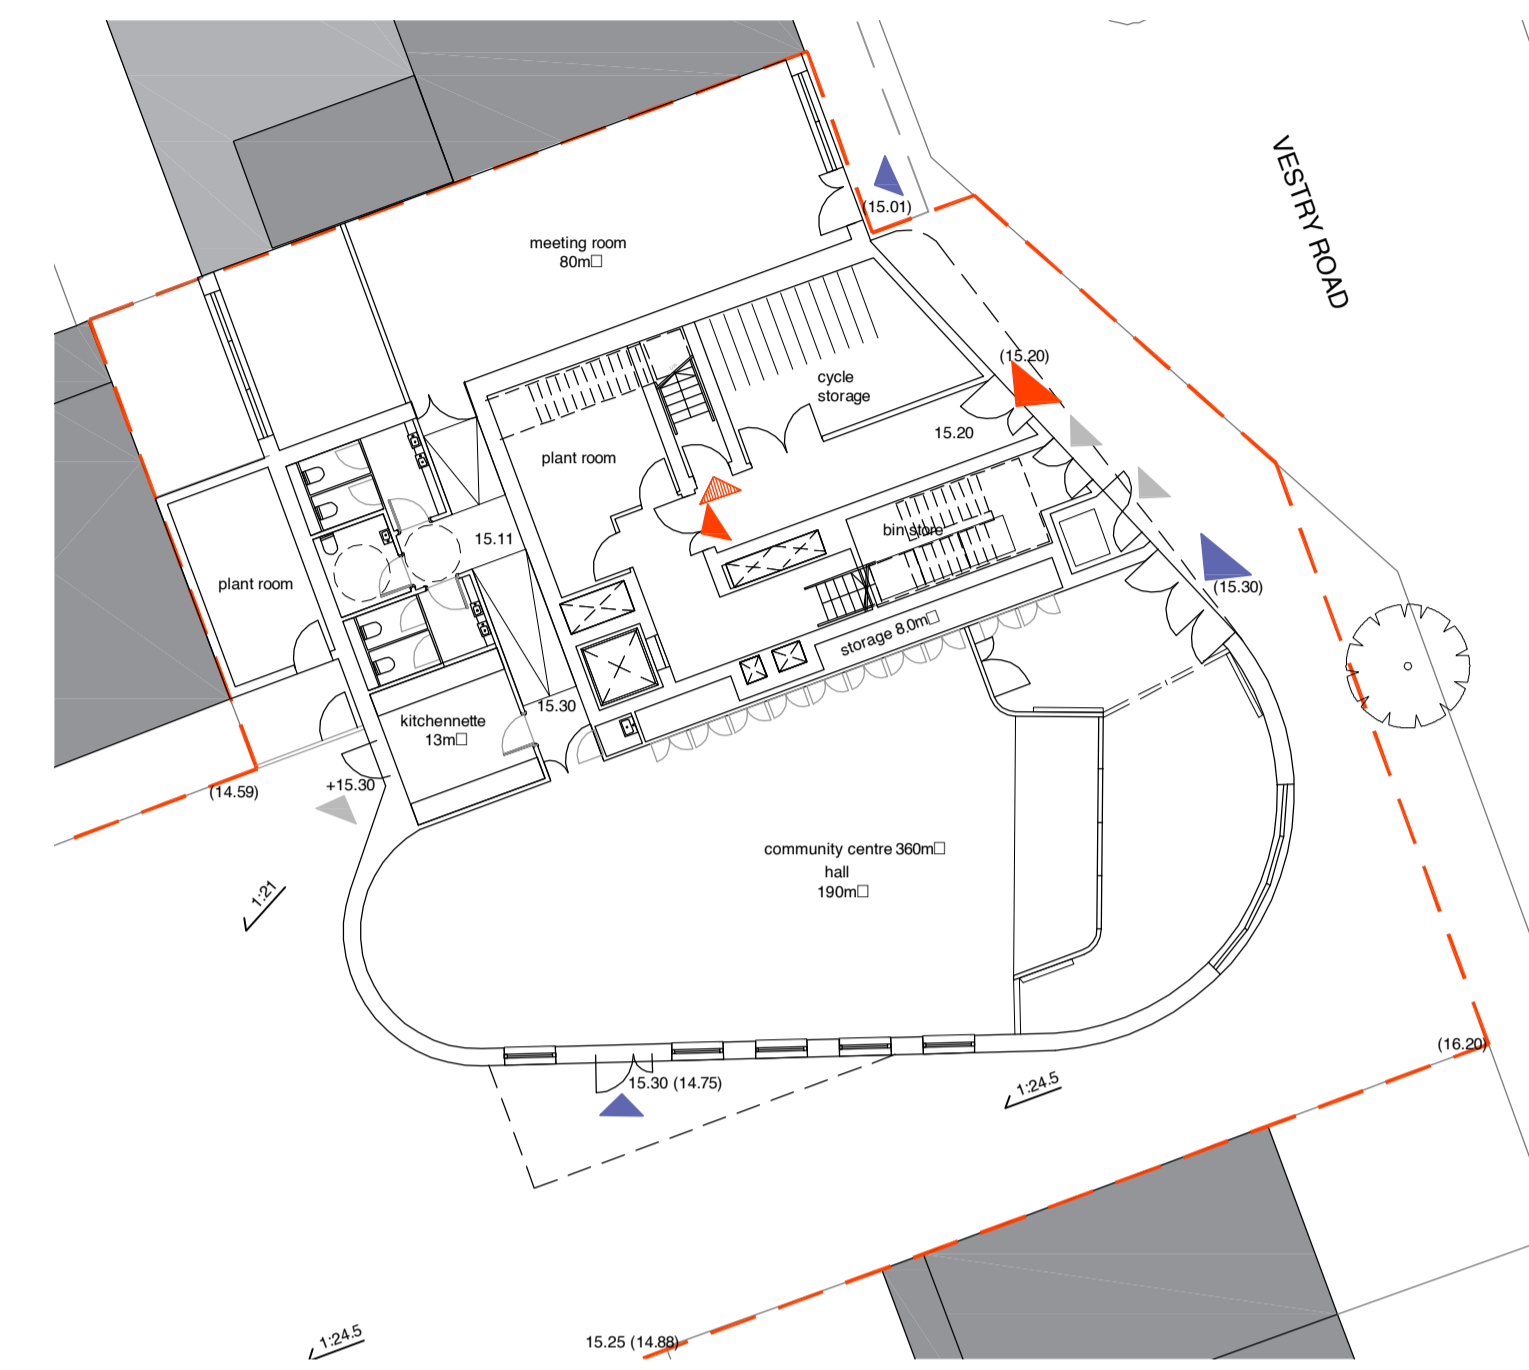 VESTRY ROAD
(15.01)
meeting room
80m□
(15.20)
cycle
storage
15.20
plant room
bin store
15.11
plant room
(15.30)
storage 8.0m□
15.30
kitchennette
13m□
+15.30
(14.59)
community centre 360m□
hall
190m□
1:21
(16.20)
15.30 (14.75)
1:24.5
1:24.5
15.25 (14.88)